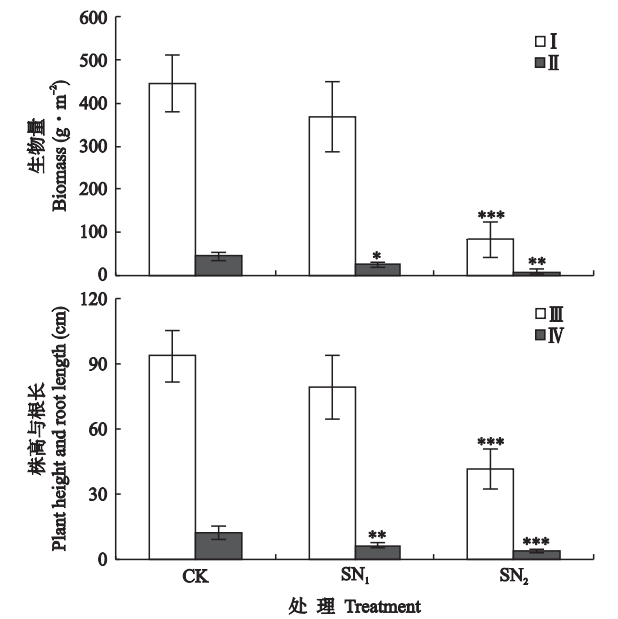 600
500
400
300
200
100
0
生物量
Biomass (g·m⁻²)
Ⅰ
Ⅱ
***
*
**
120
90
60
30
0
株高与根长
Plant height and root length (cm)
Ⅲ
Ⅳ
***
**
***
CK
SN₁
SN₂
处 理 Treatment